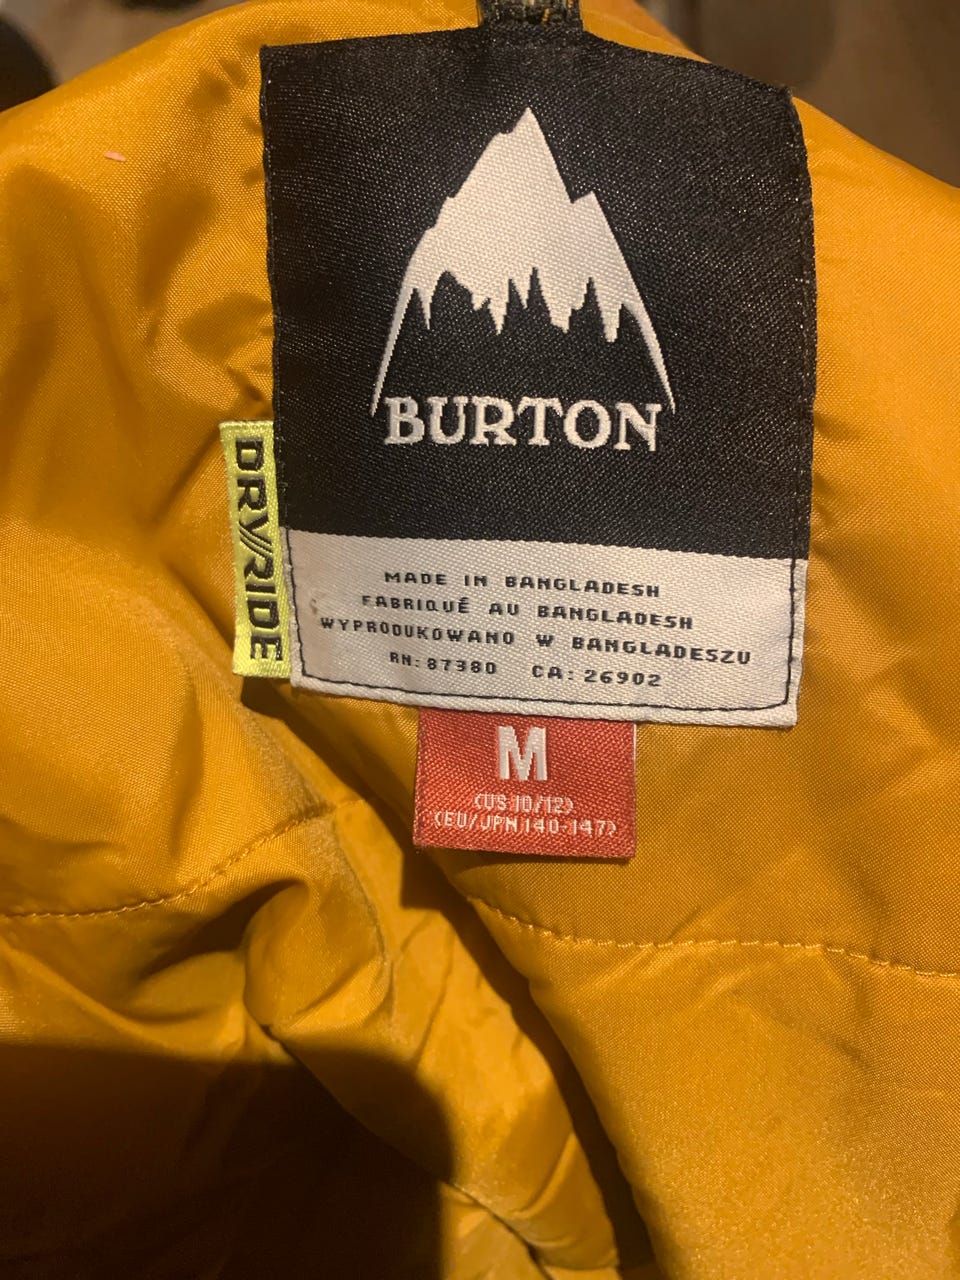 BURTON
DRYRIDE
MADE IN BANGLADESH
FABRIQUÉ AU BANGLADESH
WYPRODUKOWANO W BANGLADESZU
RN: 87380 CA: 26902
M
(US 10/12)
(EU/JPN 140-147)